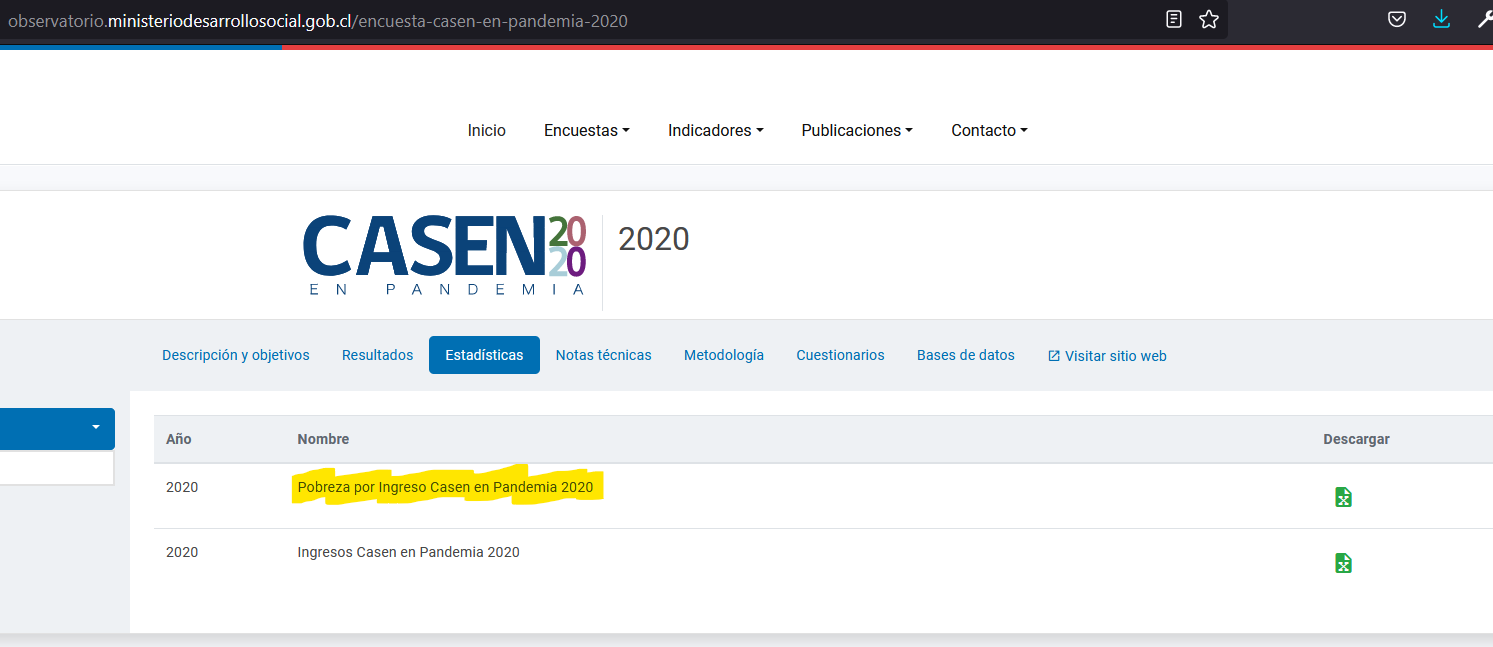 observatorio.ministeriodesarrollosocial.gob.cl/encuesta-casen-en-pandemia-2020
Inicio Encuestas Indicadores Publicaciones Contacto
CASEN 2020
EN PANDEMIA
2020
Descripción y objetivos Resultados Estadísticas Notas técnicas Metodología Cuestionarios Bases de datos Visitar sitio web
Año Nombre Descargar
2020 Pobreza por Ingreso Casen en Pandemia 2020
2020 Ingresos Casen en Pandemia 2020